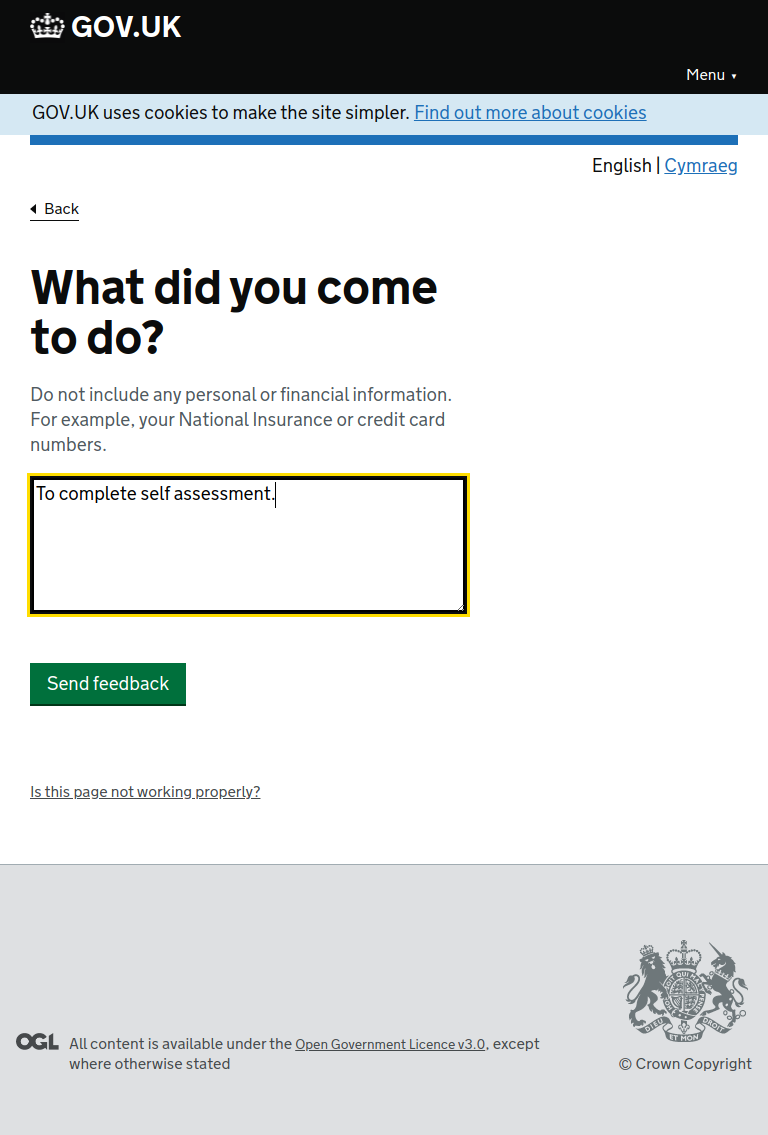 GOV.UK
Menu ▼
GOV.UK uses cookies to make the site simpler. Find out more about cookies
English | Cymraeg
Back
What did you come
to do?
Do not include any personal or financial information.
For example, your National Insurance or credit card
numbers.
To complete self assessment.
Send feedback
Is this page not working properly?
OGL
All content is available under the Open Government Licence v3.0, except
where otherwise stated
DIEU ET MON DROIT
© Crown Copyright